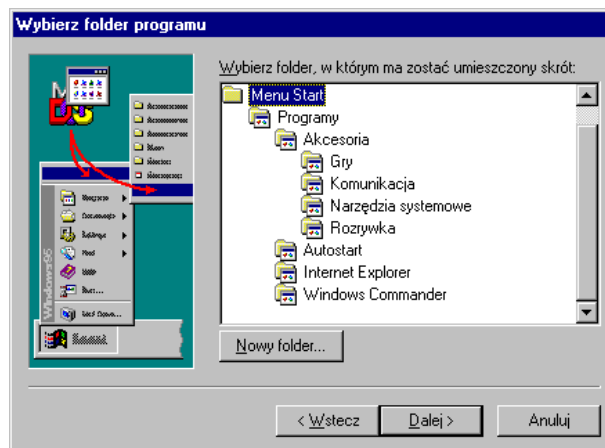 Wybierz folder programu
Wybierz folder, w którym ma zostać umieszczony skrót:
Menu Start
Programy
Akcesoria
Gry
Komunikacja
Narzędzia systemowe
Rozrywka
Autostart
Internet Explorer
Windows Commander
Windows95
Nowy folder...
< Wstecz
Dalej >
Anuluj